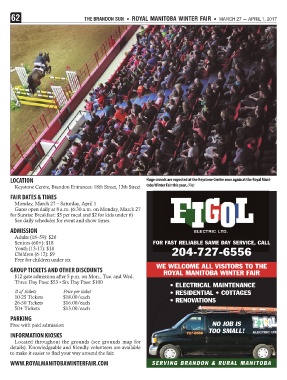 62
THE BRANDON SUN • ROYAL MANITOBA WINTER FAIR • MARCH 27 — APRIL 1, 2017
Huge crowds are expected at the Keystone Centre once again at the Royal Mani-
toba Winter Fair this year. (File)
LOCATION
Keystone Centre, Brandon Entrances: 18th Street, 13th Street
FAIR DATES & TIMES
Monday, March 27 – Saturday, April 1
Gates open daily at 8 a.m. (6:30 a.m. on Monday, March 27
for Sunrise Breakfast: $5 per meal and $2 for kids under 6)
See daily schedules for event and show times.
ADMISSION
Adults (18-59): $20
Seniors (60+): $18
Youth (13-17): $18
Children (6-12): $9
Free for children under six
GROUP TICKETS AND OTHER DISCOUNTS
$12 gate admission after 5 p.m. on Mon., Tue. and Wed.
Three Day Pass: $53 • Six Day Pass: $100
# of tickets Price per ticket
10-25 Tickets $18.00/each
26-50 Tickets $16.00/each
50+ Tickets $15.00/each
PARKING
Free with paid admission
INFORMATION KIOSKS
Located throughout the grounds (see grounds map for
details). Knowledgeable and friendly volunteers are available
to make it easier to find your way around the fair.
WWW.ROYALMANITOBAWINTERFAIR.COM
FIGOL
ELECTRIC LTD.
FOR FAST RELIABLE SAME DAY SERVICE, CALL
204-727-6556
WE WELCOME ALL VISITORS TO THE
ROYAL MANITOBA WINTER FAIR
• ELECTRICAL MAINTENANCE
• RESIDENTIAL • COTTAGES
• RENOVATIONS
NO JOB IS
TOO SMALL!
SERVING BRANDON & RURAL MANITOBA